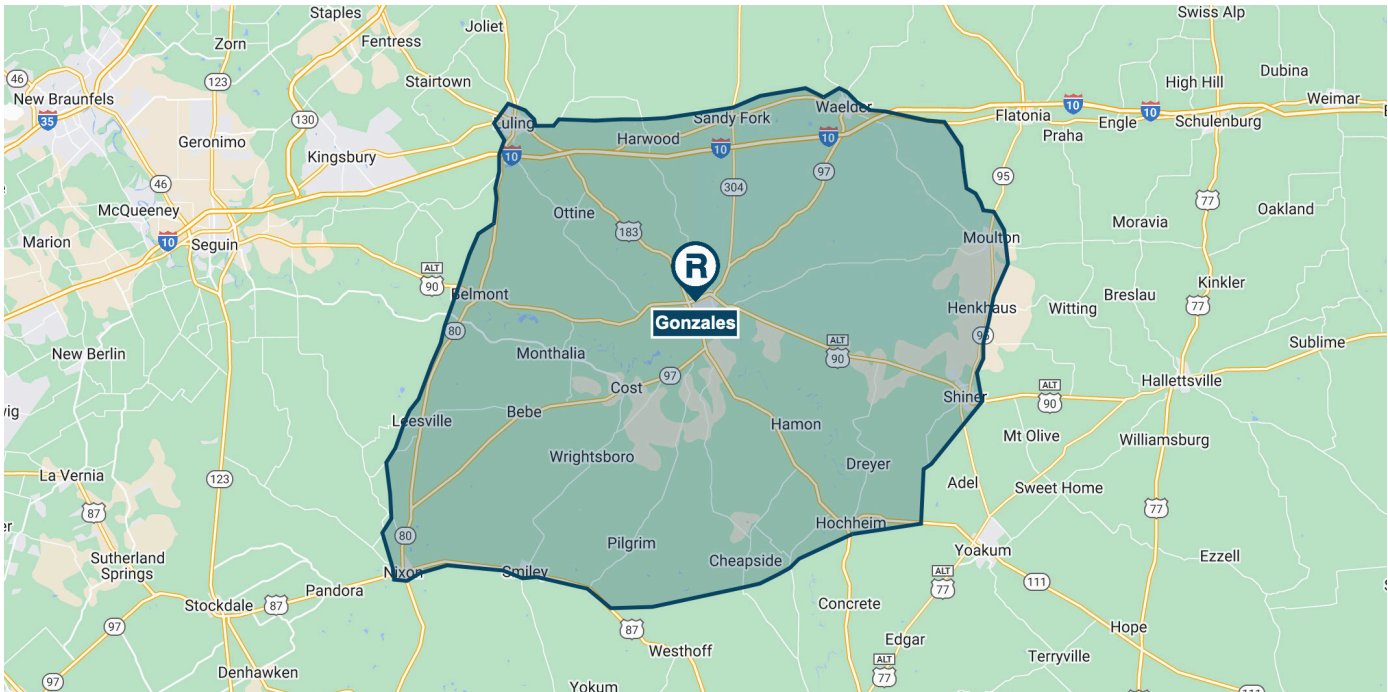 Staples
Joliet
Swiss Alp
Zorn
Fentress
46
123
Stairtown
High Hill
Dubina
New Braunfels
Waelder
10
Weimar
35
130
Luling
Sandy Fork
Flatonia
10
Schulenburg
Geronimo
Harwood
10
Praha
Engle
Kingsbury
10
10
46
304
97
95
77
McQueeney
Ottine
Moravia
Oakland
Marion
10
Seguin
183
Moulton
R
ALT
90
Kinkler
Belmont
Breslau
77
Henkhaus
Witting
Gonzales
80
95
New Berlin
Monthalia
ALT
90
Sublime
97
Cost
Hallettsville
ALT
90
Shiner
vig
Leesville
Bebe
Hamon
Mt Olive
Williamsburg
Wrightsboro
Dreyer
La Vernia
123
Adel
Sweet Home
87
77
er
Hochheim
80
Pilgrim
Yoakum
Sutherland
Springs
Cheapside
Ezzell
Nixon
Smiley
ALT
77
111
Pandora
Stockdale
87
Concrete
97
87
Edgar
Hope
Westhoff
Terryville
Denhawken
ALT
77
97
Yokum
111